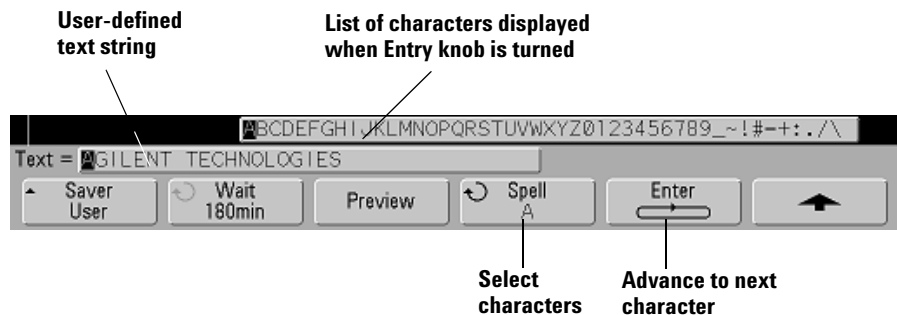 User-defined
text string
List of characters displayed
when Entry knob is turned
ABCDEFGHIJKLMNOPQRSTUVWXYZ0123456789_~!#-+:./\
Text = AGILENT TECHNOLOGIES
Saver
User
Wait
180min
Preview
Spell
A
Enter
Select
characters
Advance to next
character